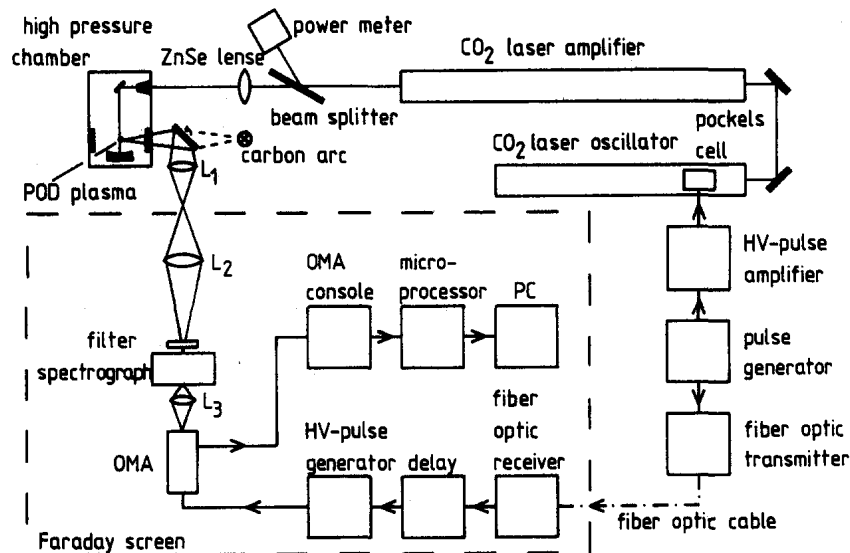 high pressure
chamber
ZnSe lense
power meter
CO2 laser amplifier
beam splitter
carbon arc
L1
POD plasma
CO2 laser oscillator
pockels
cell
HV-pulse
amplifier
pulse
generator
fiber optic
transmitter
L2
OMA
console
micro-
processor
PC
filter
spectrograph
L3
OMA
HV-pulse
generator
delay
fiber
optic
receiver
fiber optic cable
Faraday screen